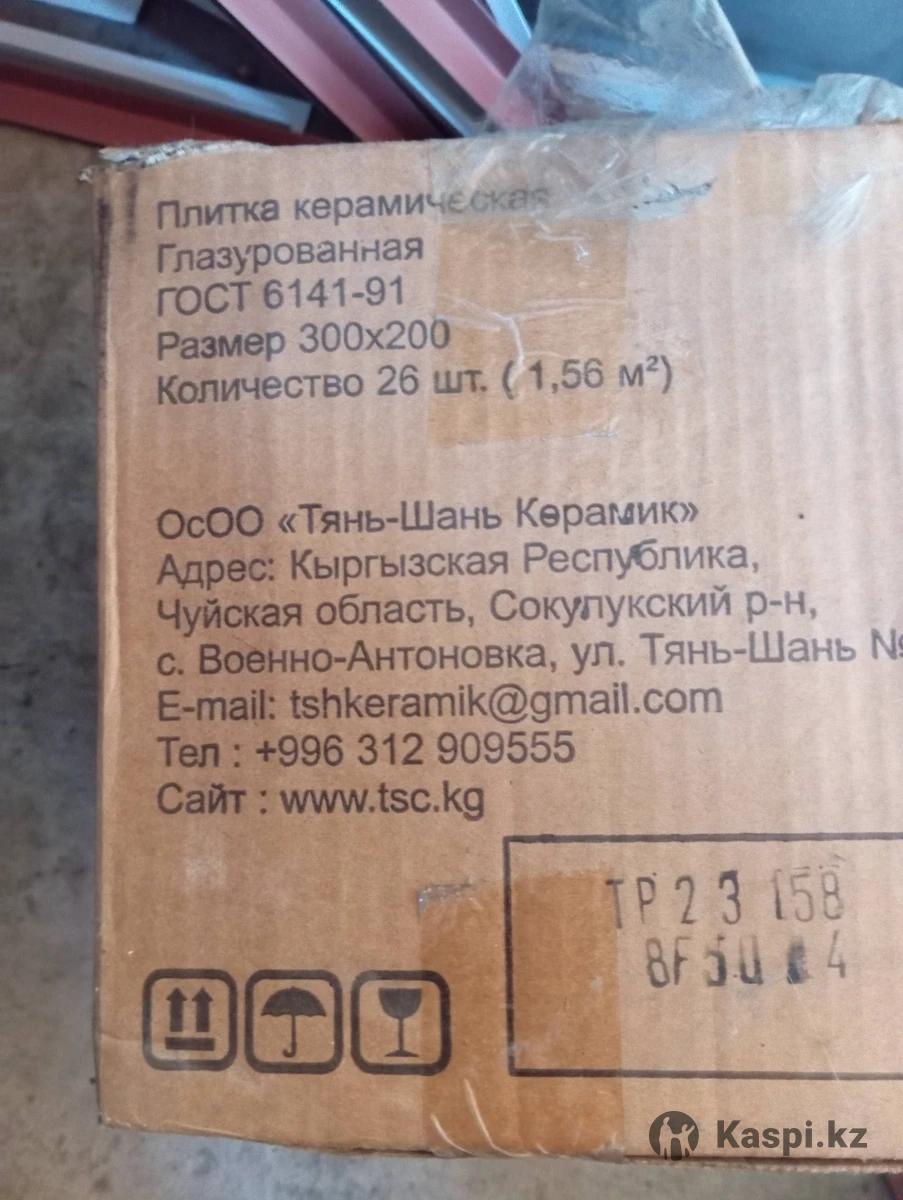 Плитка керамическая
Глазурованная
ГОСТ 6141-91
Размер 300х200
Количество 26 шт. ( 1,56 м²)
ОсОО «Тянь-Шань Керамик»
Адрес: Кыргызская Республика,
Чуйская область, Сокулукский р-н,
с. Военно-Антоновка, ул. Тянь-Шань №
E-mail: tshkeramik@gmail.com
Тел : +996 312 909555
Сайт : www.tsc.kg
TP 2 3 158
Kaspi.kz